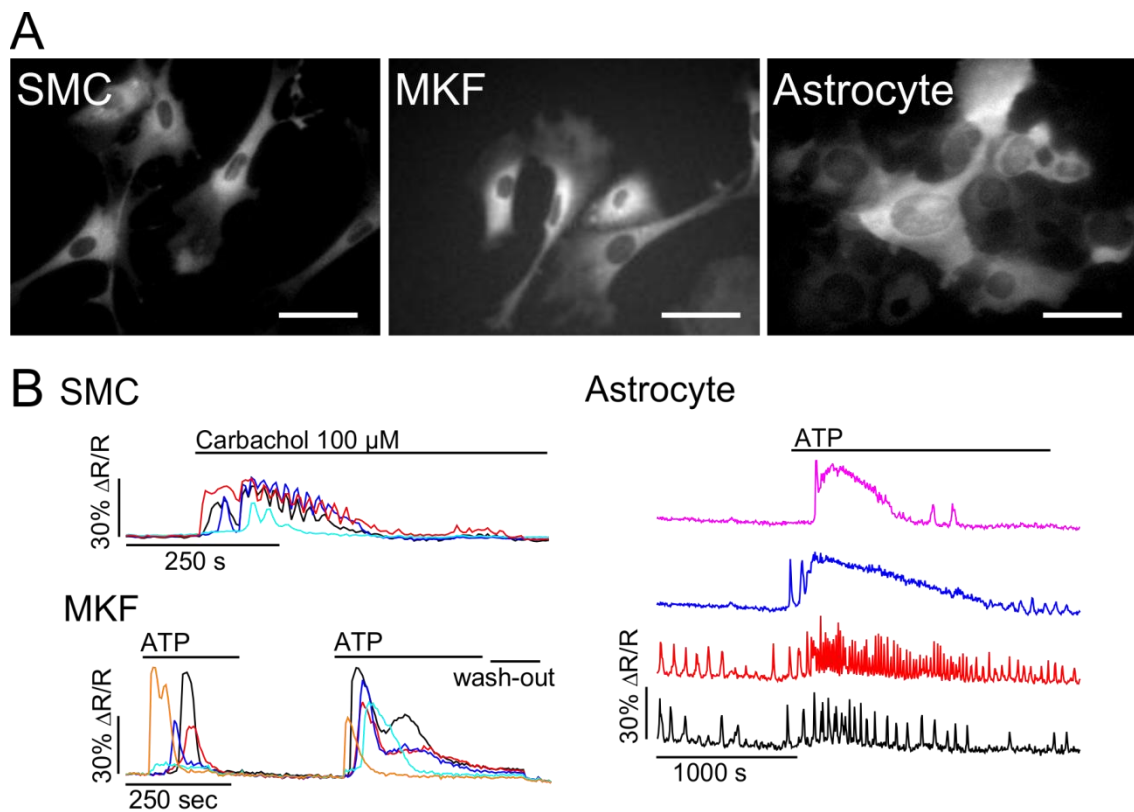 A
SMC
MKF
Astrocyte
B
SMC
Carbachol 100 µM
30% ΔR/R
250 s
MKF
ATP
ATP
wash-out
30% ΔR/R
250 sec
Astrocyte
ATP
30% ΔR/R
1000 s